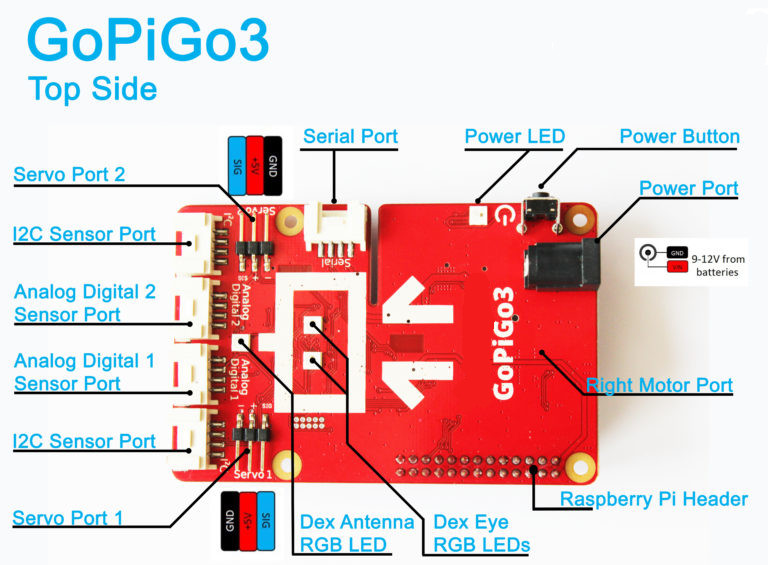 GoPiGo3
Top Side
Serial Port
Power LED
Power Button
Servo Port 2
SIG
+5V
GND
Power Port
I2C Sensor Port
I²C
Servo 2
Serial
GND
VIN
9-12V from
batteries
Analog Digital 2
Sensor Port
SIG + -
Analog
Digital 2
GoPiGo3
Analog Digital 1
Sensor Port
Analog
Digital 1
Right Motor Port
- + SIG
I2C Sensor Port
I²C
Servo 1
Raspberry Pi Header
Servo Port 1
GND
+5V
SIG
Dex Antenna
RGB LED
Dex Eye
RGB LEDs